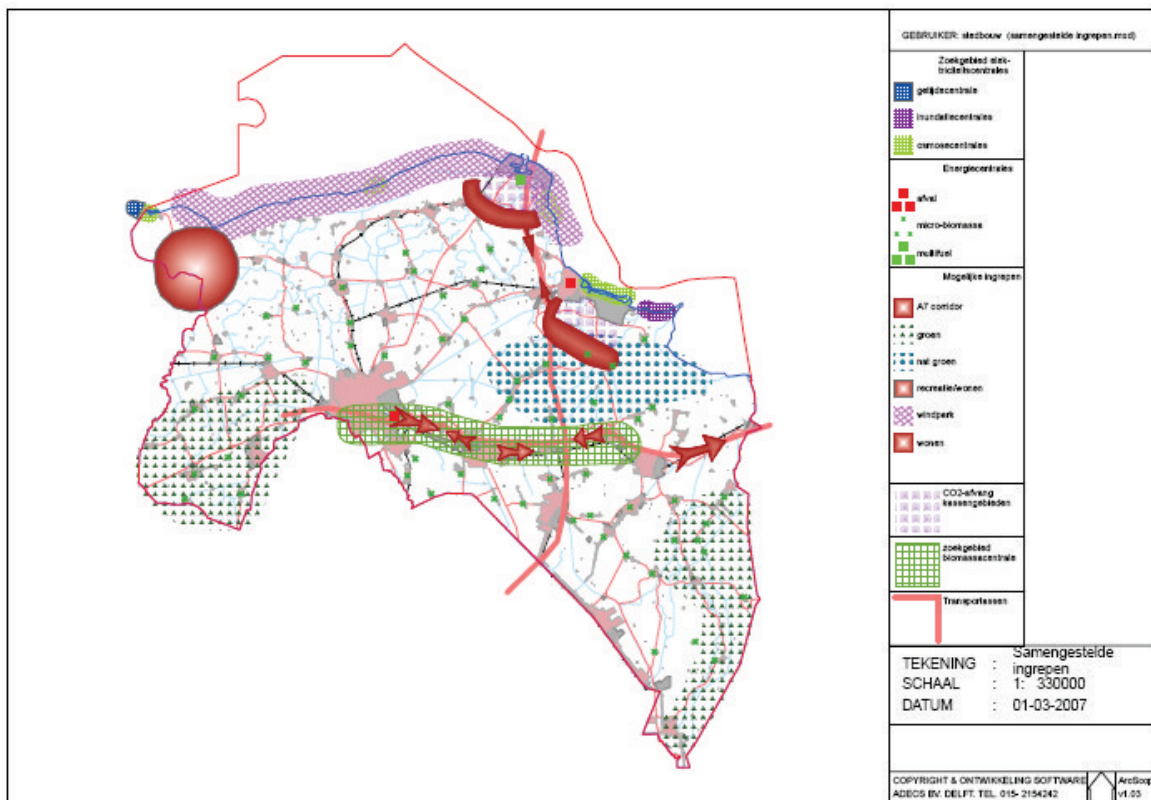 GEBRUIKER: stedbouw (samengestelde ingrepen.mxd)
Zoekgebied elek-
triciteitscentrales
getijdecentrale
inundatiecentrales
osmosecentrales
Energiecentrales
afval
micro-biomassa
multifuel
Mogelijke ingrepen
A7 corridor
groen
nat groen
recreatie/wonen
windpark
wonen
CO2-afvang
kassengebieden
zoekgebied
biomassacentrale
Transportassen
TEKENING : Samengestelde
ingrepen
SCHAAL : 1: 330000
DATUM : 01-03-2007
COPYRIGHT & ONTWIKKELING SOFTWARE
ADECS BV. DELFT. TEL. 015- 2154242
ArcScop
v1.03